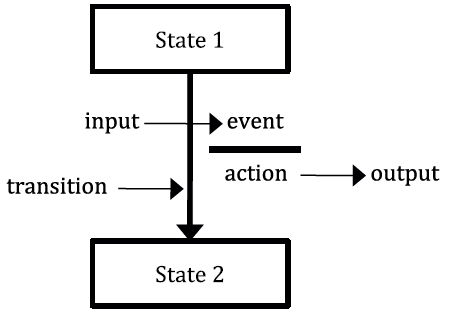 State 1
input
event
action
output
transition
State 2